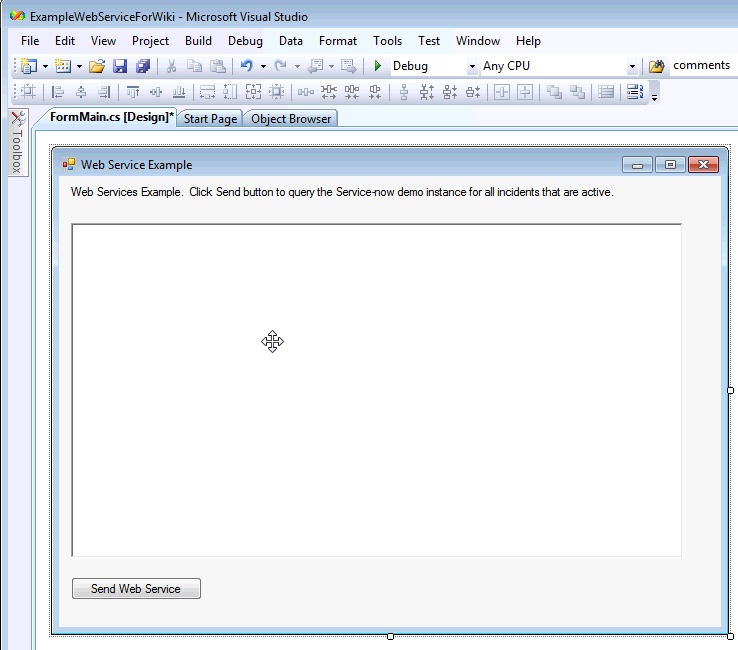 ExampleWebServiceForWiki - Microsoft Visual Studio
File Edit View Project Build Debug Data Format Tools Test Window Help
Debug Any CPU comments
FormMain.cs [Design]* Start Page Object Browser
Toolbox
Web Service Example
Web Services Example. Click Send button to query the Service-now demo instance for all incidents that are active.
Send Web Service